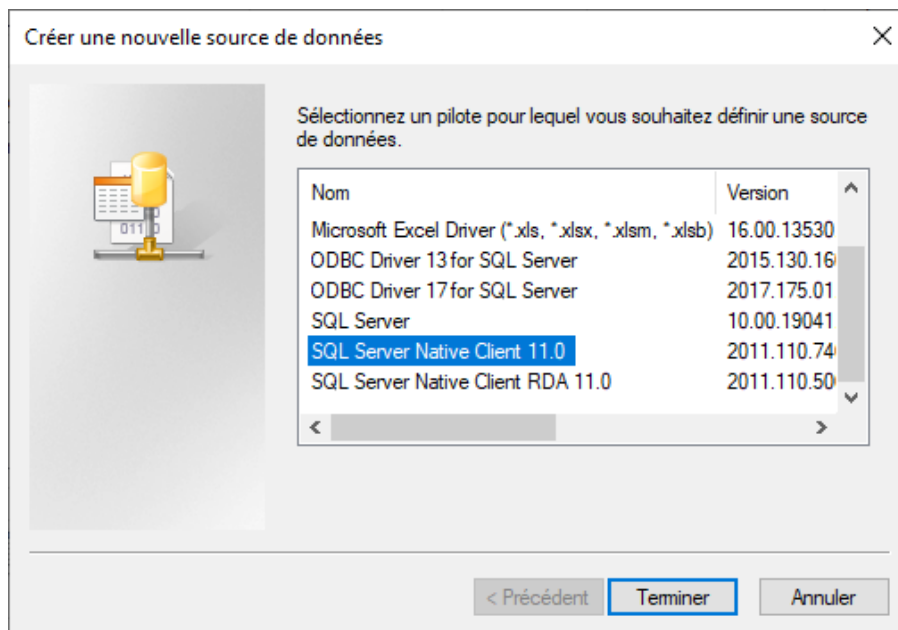 Créer une nouvelle source de données
Sélectionnez un pilote pour lequel vous souhaitez définir une source
de données.
Nom Version
Microsoft Excel Driver (*.xls, *.xlsx, *.xlsm, *.xlsb) 16.00.13530
ODBC Driver 13 for SQL Server 2015.130.16
ODBC Driver 17 for SQL Server 2017.175.01
SQL Server 10.00.19041
SQL Server Native Client 11.0 2011.110.74
SQL Server Native Client RDA 11.0 2011.110.50
< Précédent Terminer Annuler